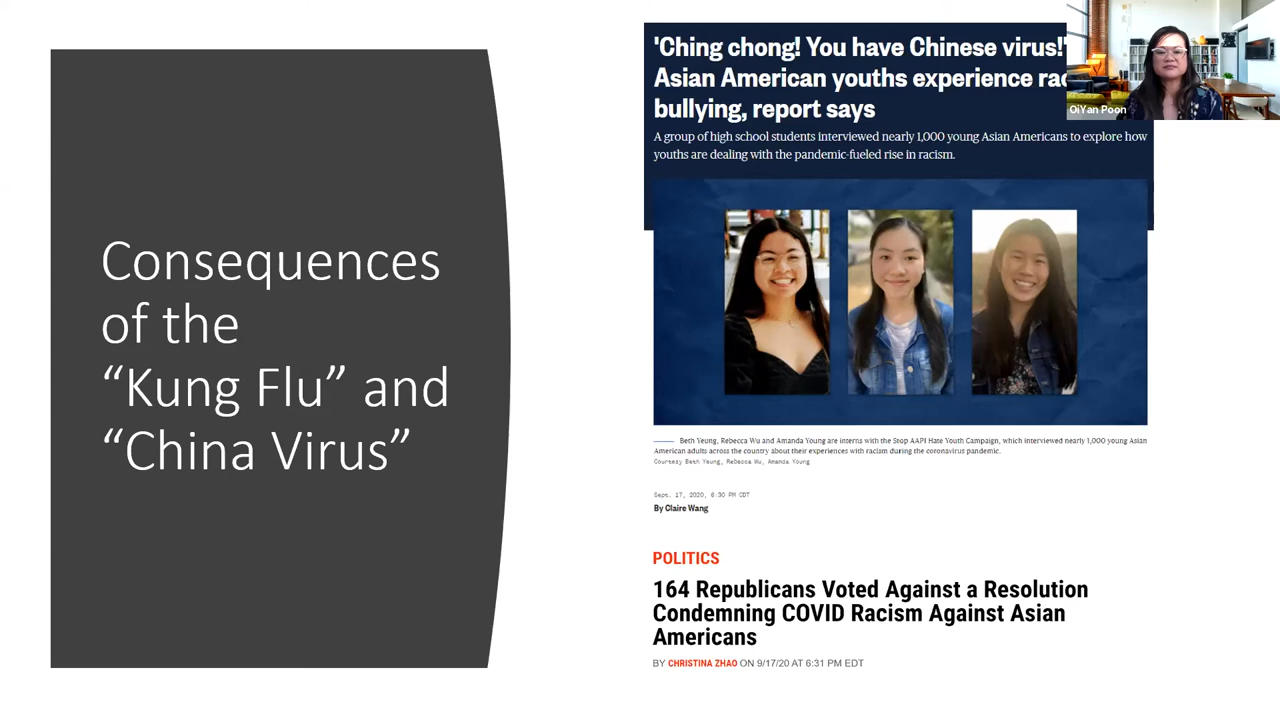 Consequences
of the
“Kung Flu” and
“China Virus”
'Ching chong! You have Chinese virus!'
Asian American youths experience
bullying, report says
A group of high school students interviewed nearly 1,000 young Asian Americans to explore how
youths are dealing with the pandemic-fueled rise in racism.
OiYan Poon
Beth Yeung, Rebecca Wu and Amanda Young are interns with the Stop AAPI Hate Youth Campaign, which interviewed nearly 1,000 young Asian
American adults across the country about their experiences with racism during the coronavirus pandemic.
Courtesy Beth Yeung, Rebecca Wu, Amanda Young
Sept. 17, 2020, 6:30 PM CDT
By Claire Wang
POLITICS
164 Republicans Voted Against a Resolution
Condemning COVID Racism Against Asian
Americans
BY CHRISTINA ZHAO ON 9/17/20 AT 6:31 PM EDT